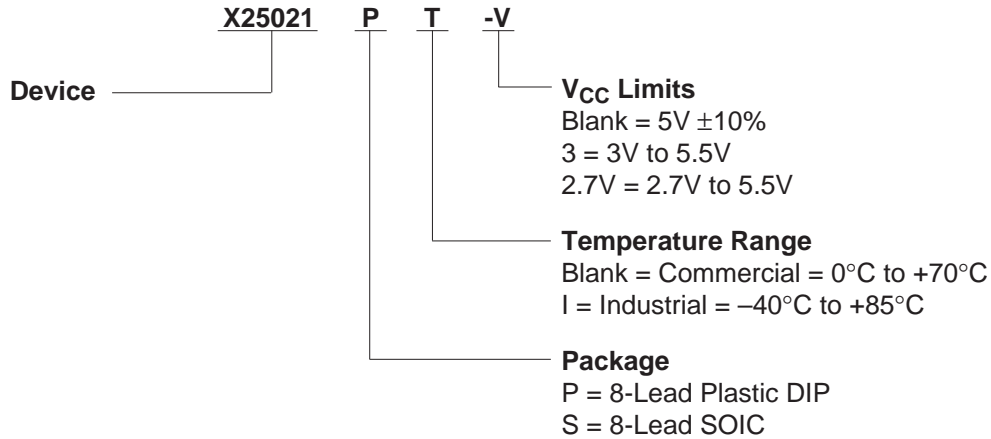 X25021 P T -V
Device
VCC Limits
Blank = 5V ±10%
3 = 3V to 5.5V
2.7V = 2.7V to 5.5V
Temperature Range
Blank = Commercial = 0°C to +70°C
I = Industrial = –40°C to +85°C
Package
P = 8-Lead Plastic DIP
S = 8-Lead SOIC